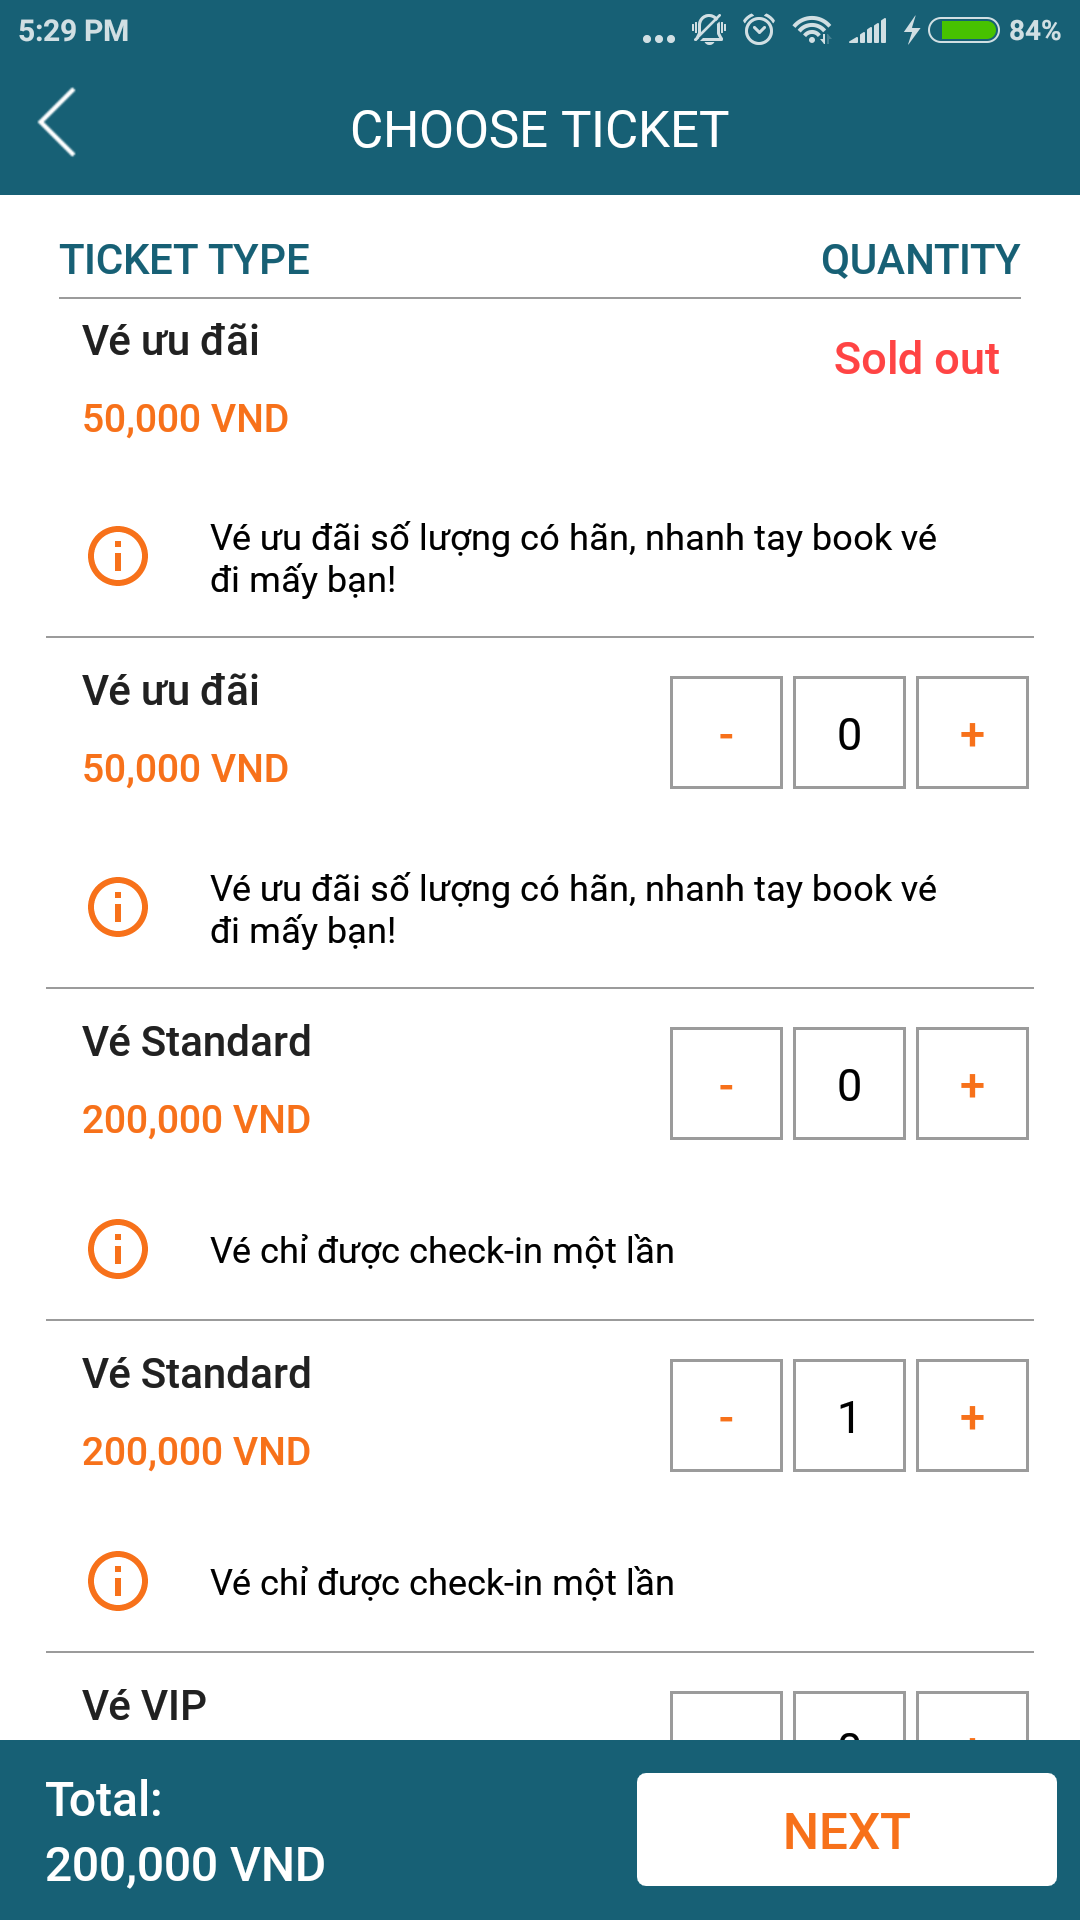 5:29 PM
84%
CHOOSE TICKET
TICKET TYPE QUANTITY
Vé ưu đãi
Sold out
50,000 VND
Vé ưu đãi số lượng có hãn, nhanh tay book vé
đi mấy bạn!
Vé ưu đãi
- 0 +
50,000 VND
Vé ưu đãi số lượng có hãn, nhanh tay book vé
đi mấy bạn!
Vé Standard
- 0 +
200,000 VND
Vé chỉ được check-in một lần
Vé Standard
- 1 +
200,000 VND
Vé chỉ được check-in một lần
Vé VIP
Total:
200,000 VND
NEXT